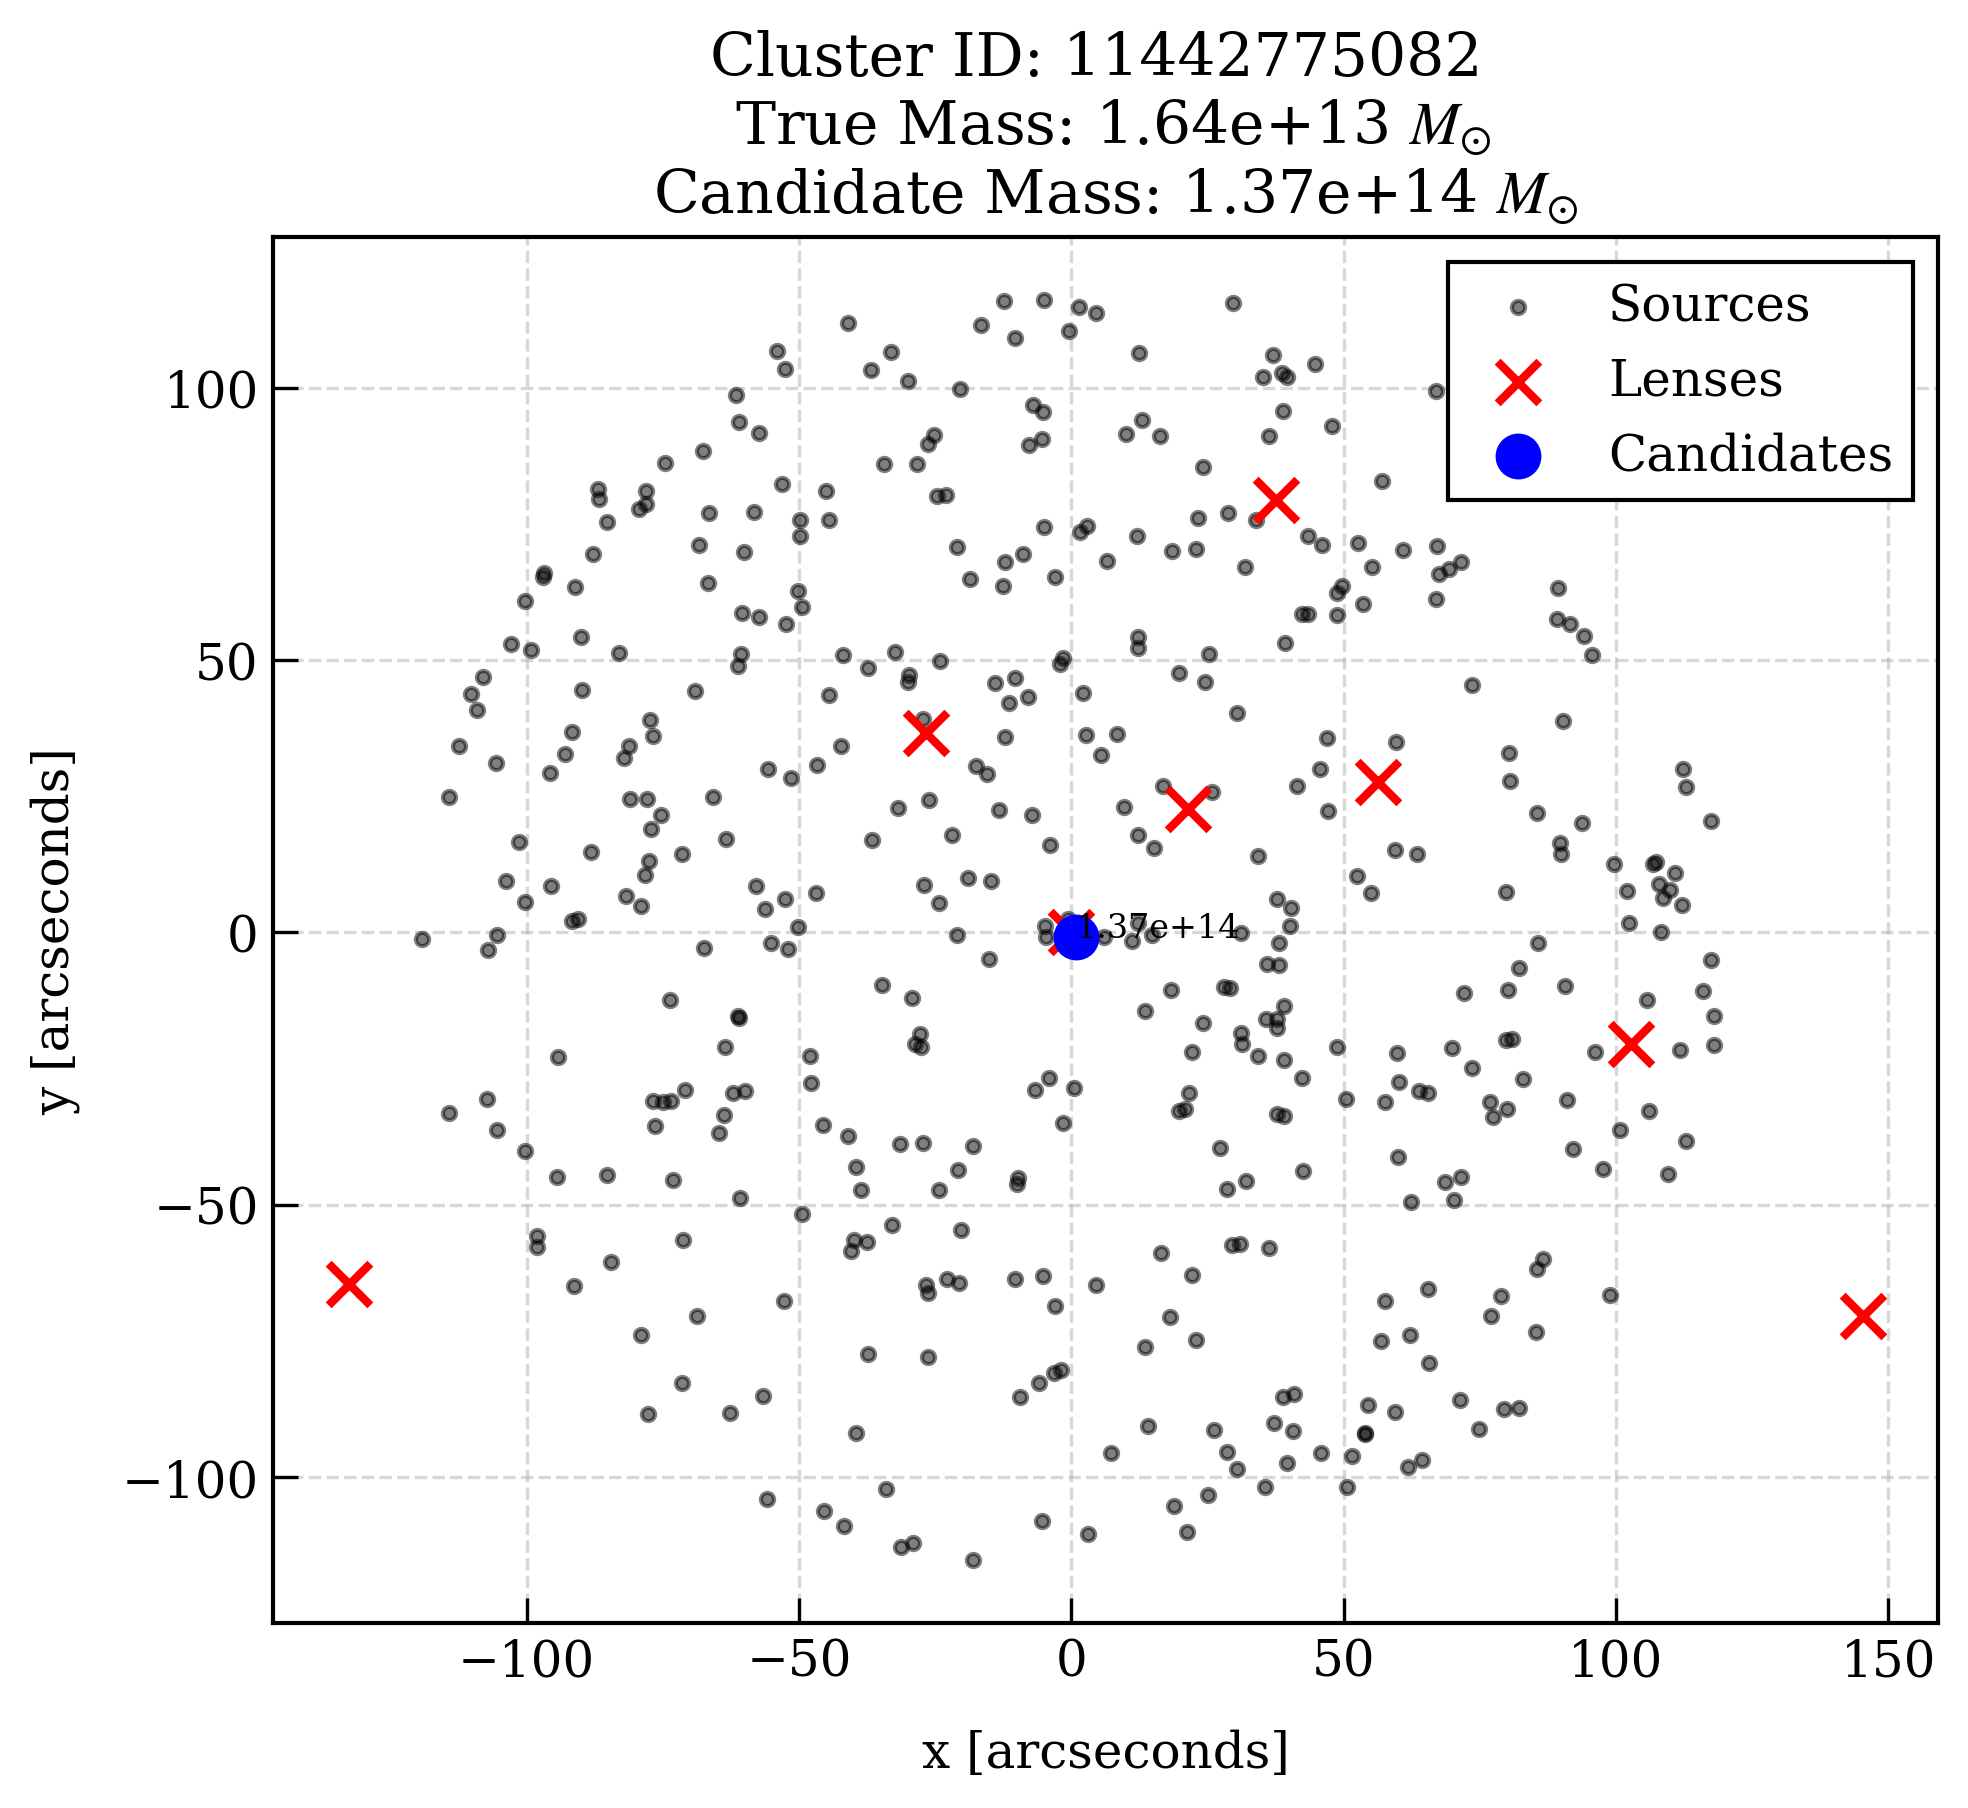 Cluster ID: 11442775082
True Mass: 1.64e+13 M⊙
Candidate Mass: 1.37e+14 M⊙
Sources
Lenses
Candidates
100
50
0
−50
−100
1.37e+14
y [arcseconds]
−100 −50 0 50 100 150
x [arcseconds]